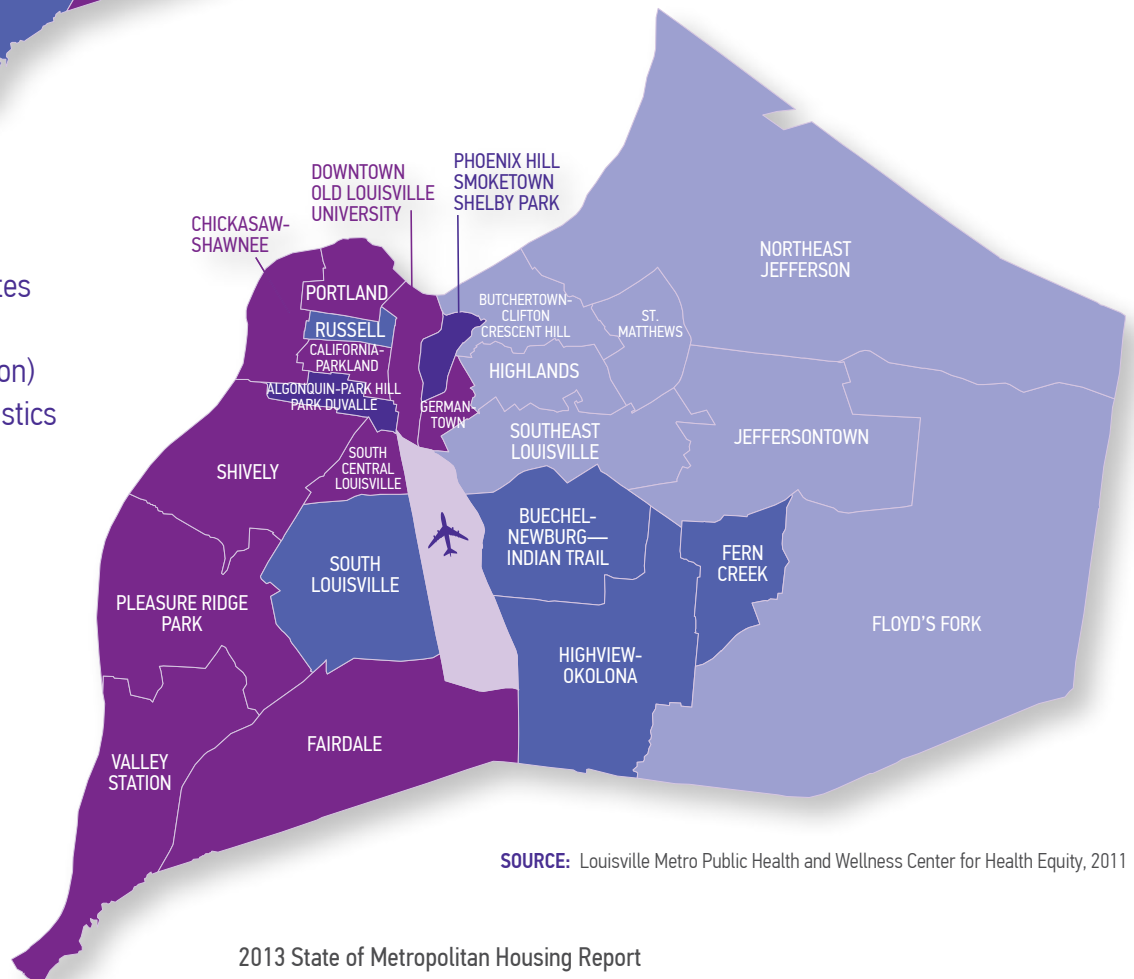 tes
on)
stics
CHICKASAW-
SHAWNEE
DOWNTOWN
OLD LOUISVILLE
UNIVERSITY
PHOENIX HILL
SMOKETOWN
SHELBY PARK
NORTHEAST
JEFFERSON
PORTLAND
BUTCHERTOWN-
CLIFTON
CRESCENT HILL
ST.
MATTHEWS
RUSSELL
CALIFORNIA-
PARKLAND
HIGHLANDS
ALGONQUIN-PARK HILL
PARK DUVALLE
GERMAN-
TOWN
SOUTHEAST
LOUISVILLE
JEFFERSONTOWN
SHIVELY
SOUTH
CENTRAL
LOUISVILLE
BUECHEL-
NEWBURG—
INDIAN TRAIL
FERN
CREEK
SOUTH
LOUISVILLE
PLEASURE RIDGE
PARK
FLOYD'S FORK
HIGHVIEW-
OKOLONA
FAIRDALE
VALLEY
STATION
SOURCE: Louisville Metro Public Health and Wellness Center for Health Equity, 2011
2013 State of Metropolitan Housing Report